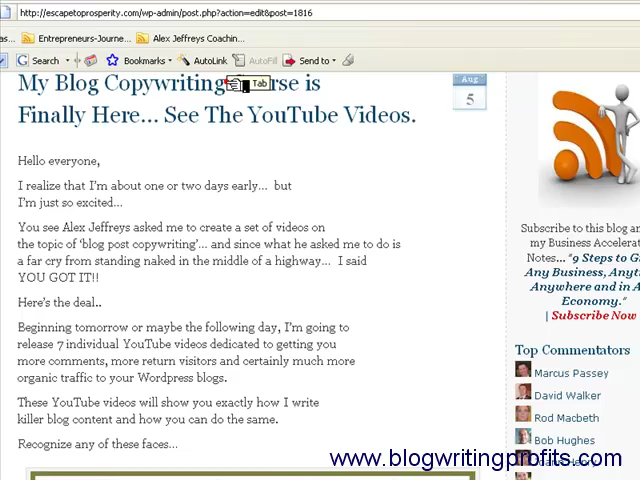 http://escapetoprosperity.com/wp-admin/post.php?action=edit&post=1816
as...
Entrepreneurs-Journe...
Alex Jeffreys Coachin...
Search
Bookmarks
AutoLink
AutoFill
Send to
Tab
My Blog Copywriting Course is
Finally Here... See The YouTube Videos.
Aug
5
Hello everyone,
I realize that I'm about one or two days early... but
I'm just so excited...
You see Alex Jeffreys asked me to create a set of videos on
the topic of 'blog post copywriting'... and since what he asked me to do is
a far cry from standing naked in the middle of a highway... I said
YOU GOT IT!!
Here's the deal..
Beginning tomorrow or maybe the following day, I'm going to
release 7 individual YouTube videos dedicated to getting you
more comments, more return visitors and certainly much more
organic traffic to your Wordpress blogs.
These YouTube videos will show you exactly how I write
killer blog content and how you can do the same.
Recognize any of these faces...
Subscribe to this blog an
my Business Accelerat
Notes..."9 Steps to G
Any Business, Anyti
Anywhere and in A
Economy."
| Subscribe Now
Top Commentators
Marcus Passey
David Walker
Rod Macbeth
Bob Hughes
www.blogwritingprofits.com